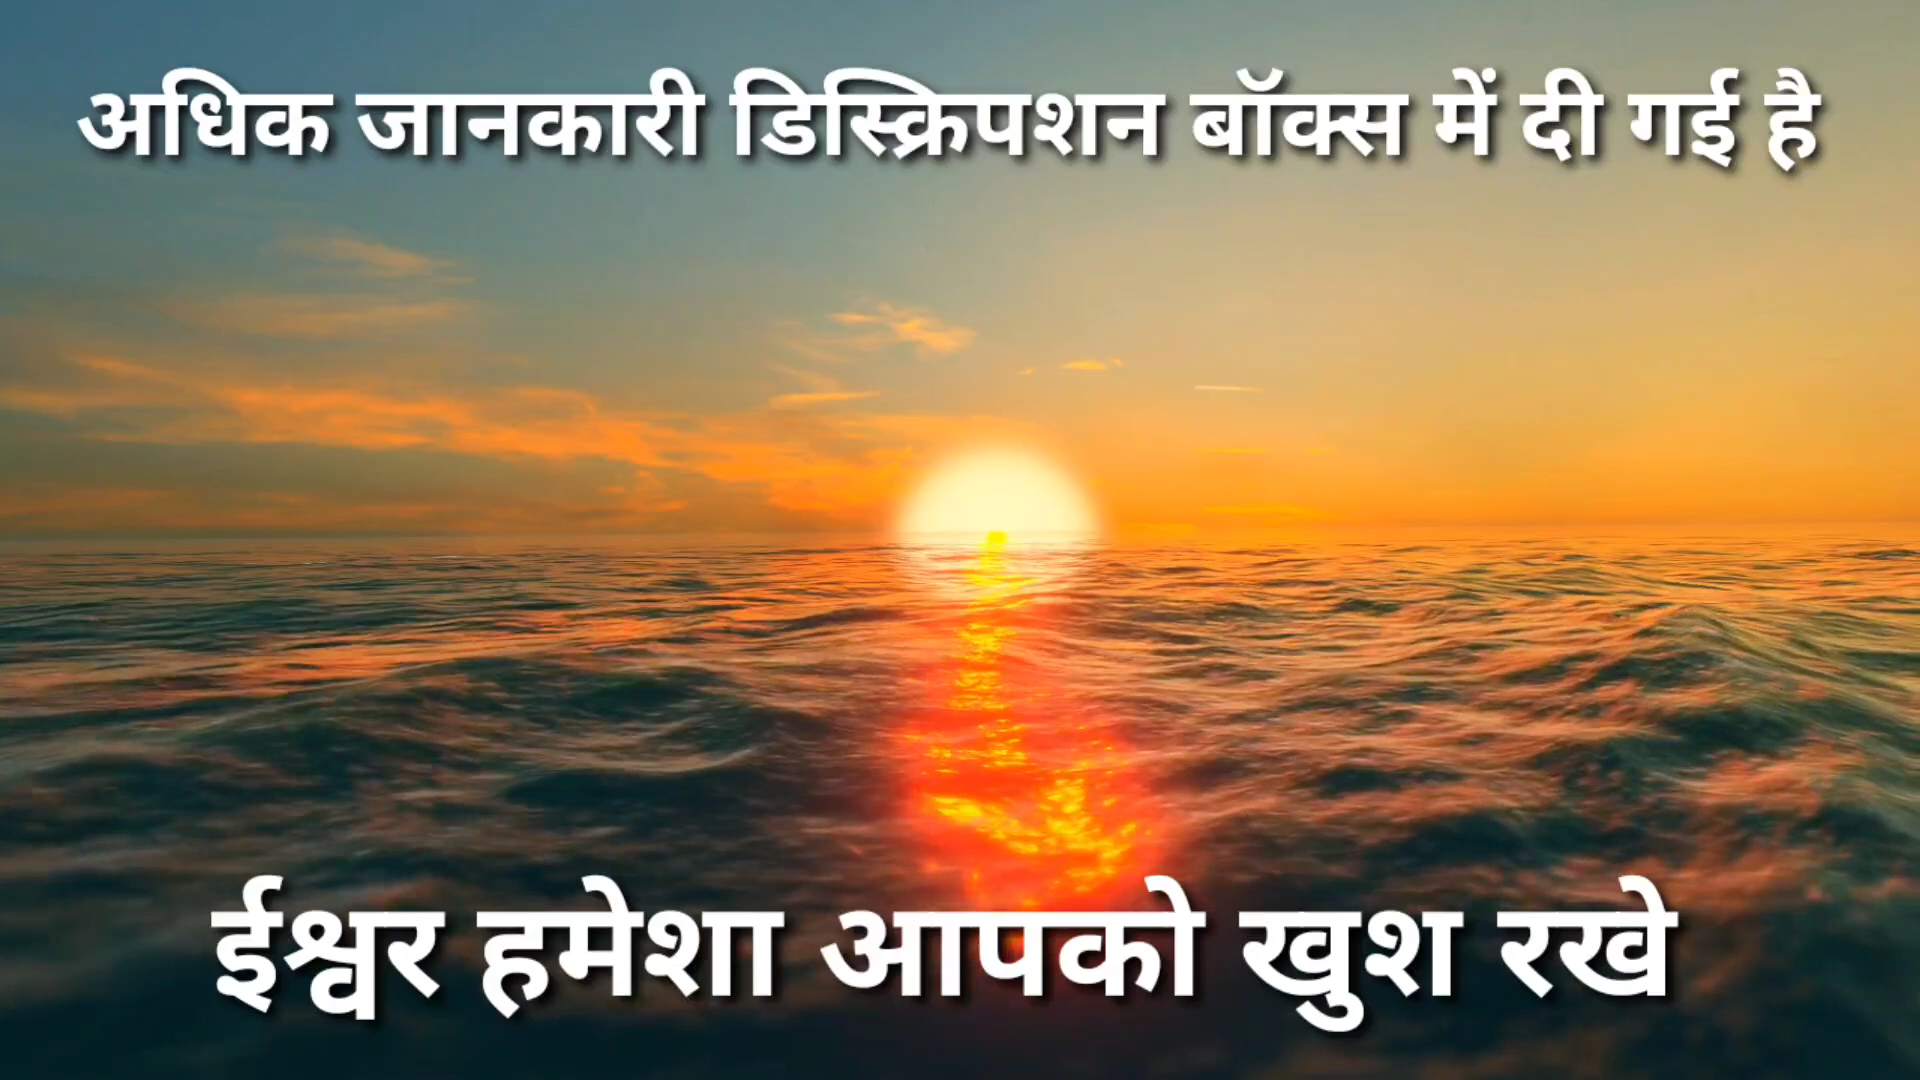 अधिक जानकारी डिस्क्रिपशन बॉक्स में दी गई है
ईश्वर हमेशा आपको खुश रखे